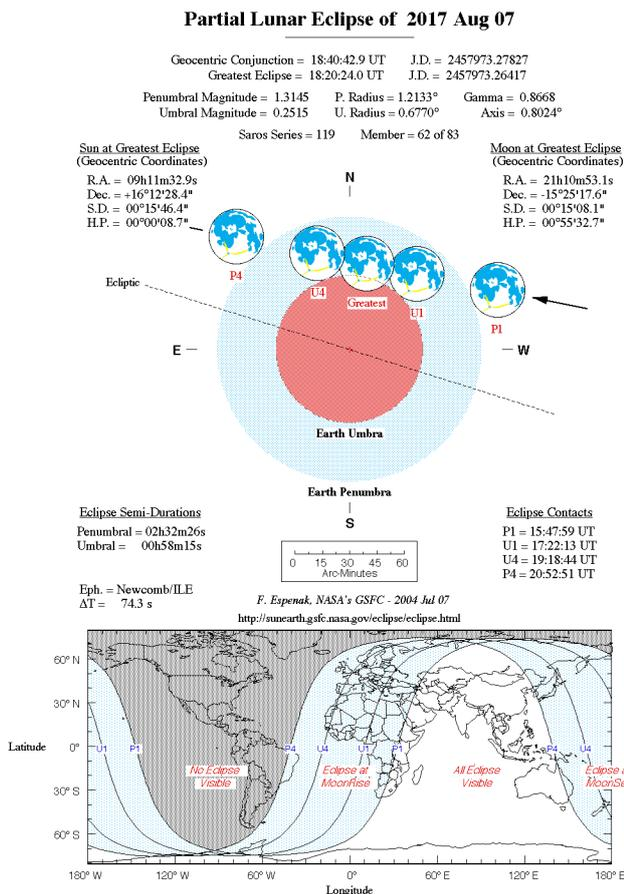 Partial Lunar Eclipse of 2017 Aug 07
Geocentric Conjunction = 18:40:42.9 UT J.D. = 2457973.27827
Greatest Eclipse = 18:20:24.0 UT J.D. = 2457973.26417
Penumbral Magnitude = 1.3145 P. Radius = 1.2133° Gamma = 0.8668
Umbral Magnitude = 0.2515 U. Radius = 0.6770° Axis = 0.8024°
Saros Series = 119 Member = 62 of 83
Sun at Greatest Eclipse
(Geocentric Coordinates)
R.A. = 09h11m32.9s
Dec. = +16°12'28.4"
S.D. = 00°15'46.4"
H.P. = 00°00'08.7"
Moon at Greatest Eclipse
(Geocentric Coordinates)
R.A. = 21h10m53.1s
Dec. = -15°25'17.6"
S.D. = 00°15'08.1"
H.P. = 00°55'32.7"
N
P4
U4
Greatest
U1
P1
Ecliptic
E
W
Earth Umbra
Earth Penumbra
S
Eclipse Semi-Durations
Penumbral = 02h32m26s
Umbral = 00h58m15s
Eclipse Contacts
P1 = 15:47:59 UT
U1 = 17:22:13 UT
U4 = 19:18:44 UT
P4 = 20:52:51 UT
0 15 30 45 60
Arc-Minutes
Eph. = Newcomb/ILE
ΔT = 74.3 s
F. Espenak, NASA's GSFC - 2004 Jul 07
http://sunearth.gsfc.nasa.gov/eclipse/eclipse.html
60° N
30° N
Latitude
0°
30° S
60° S
U1 P1 P4 U4 U1 P1 P4 U4
No Eclipse
Visible
Eclipse at
MoonRise
All Eclipse
Visible
Eclipse a
MoonSe
180° W 120° W 60° W 0° 60° E 120° E 180° E
Longitude